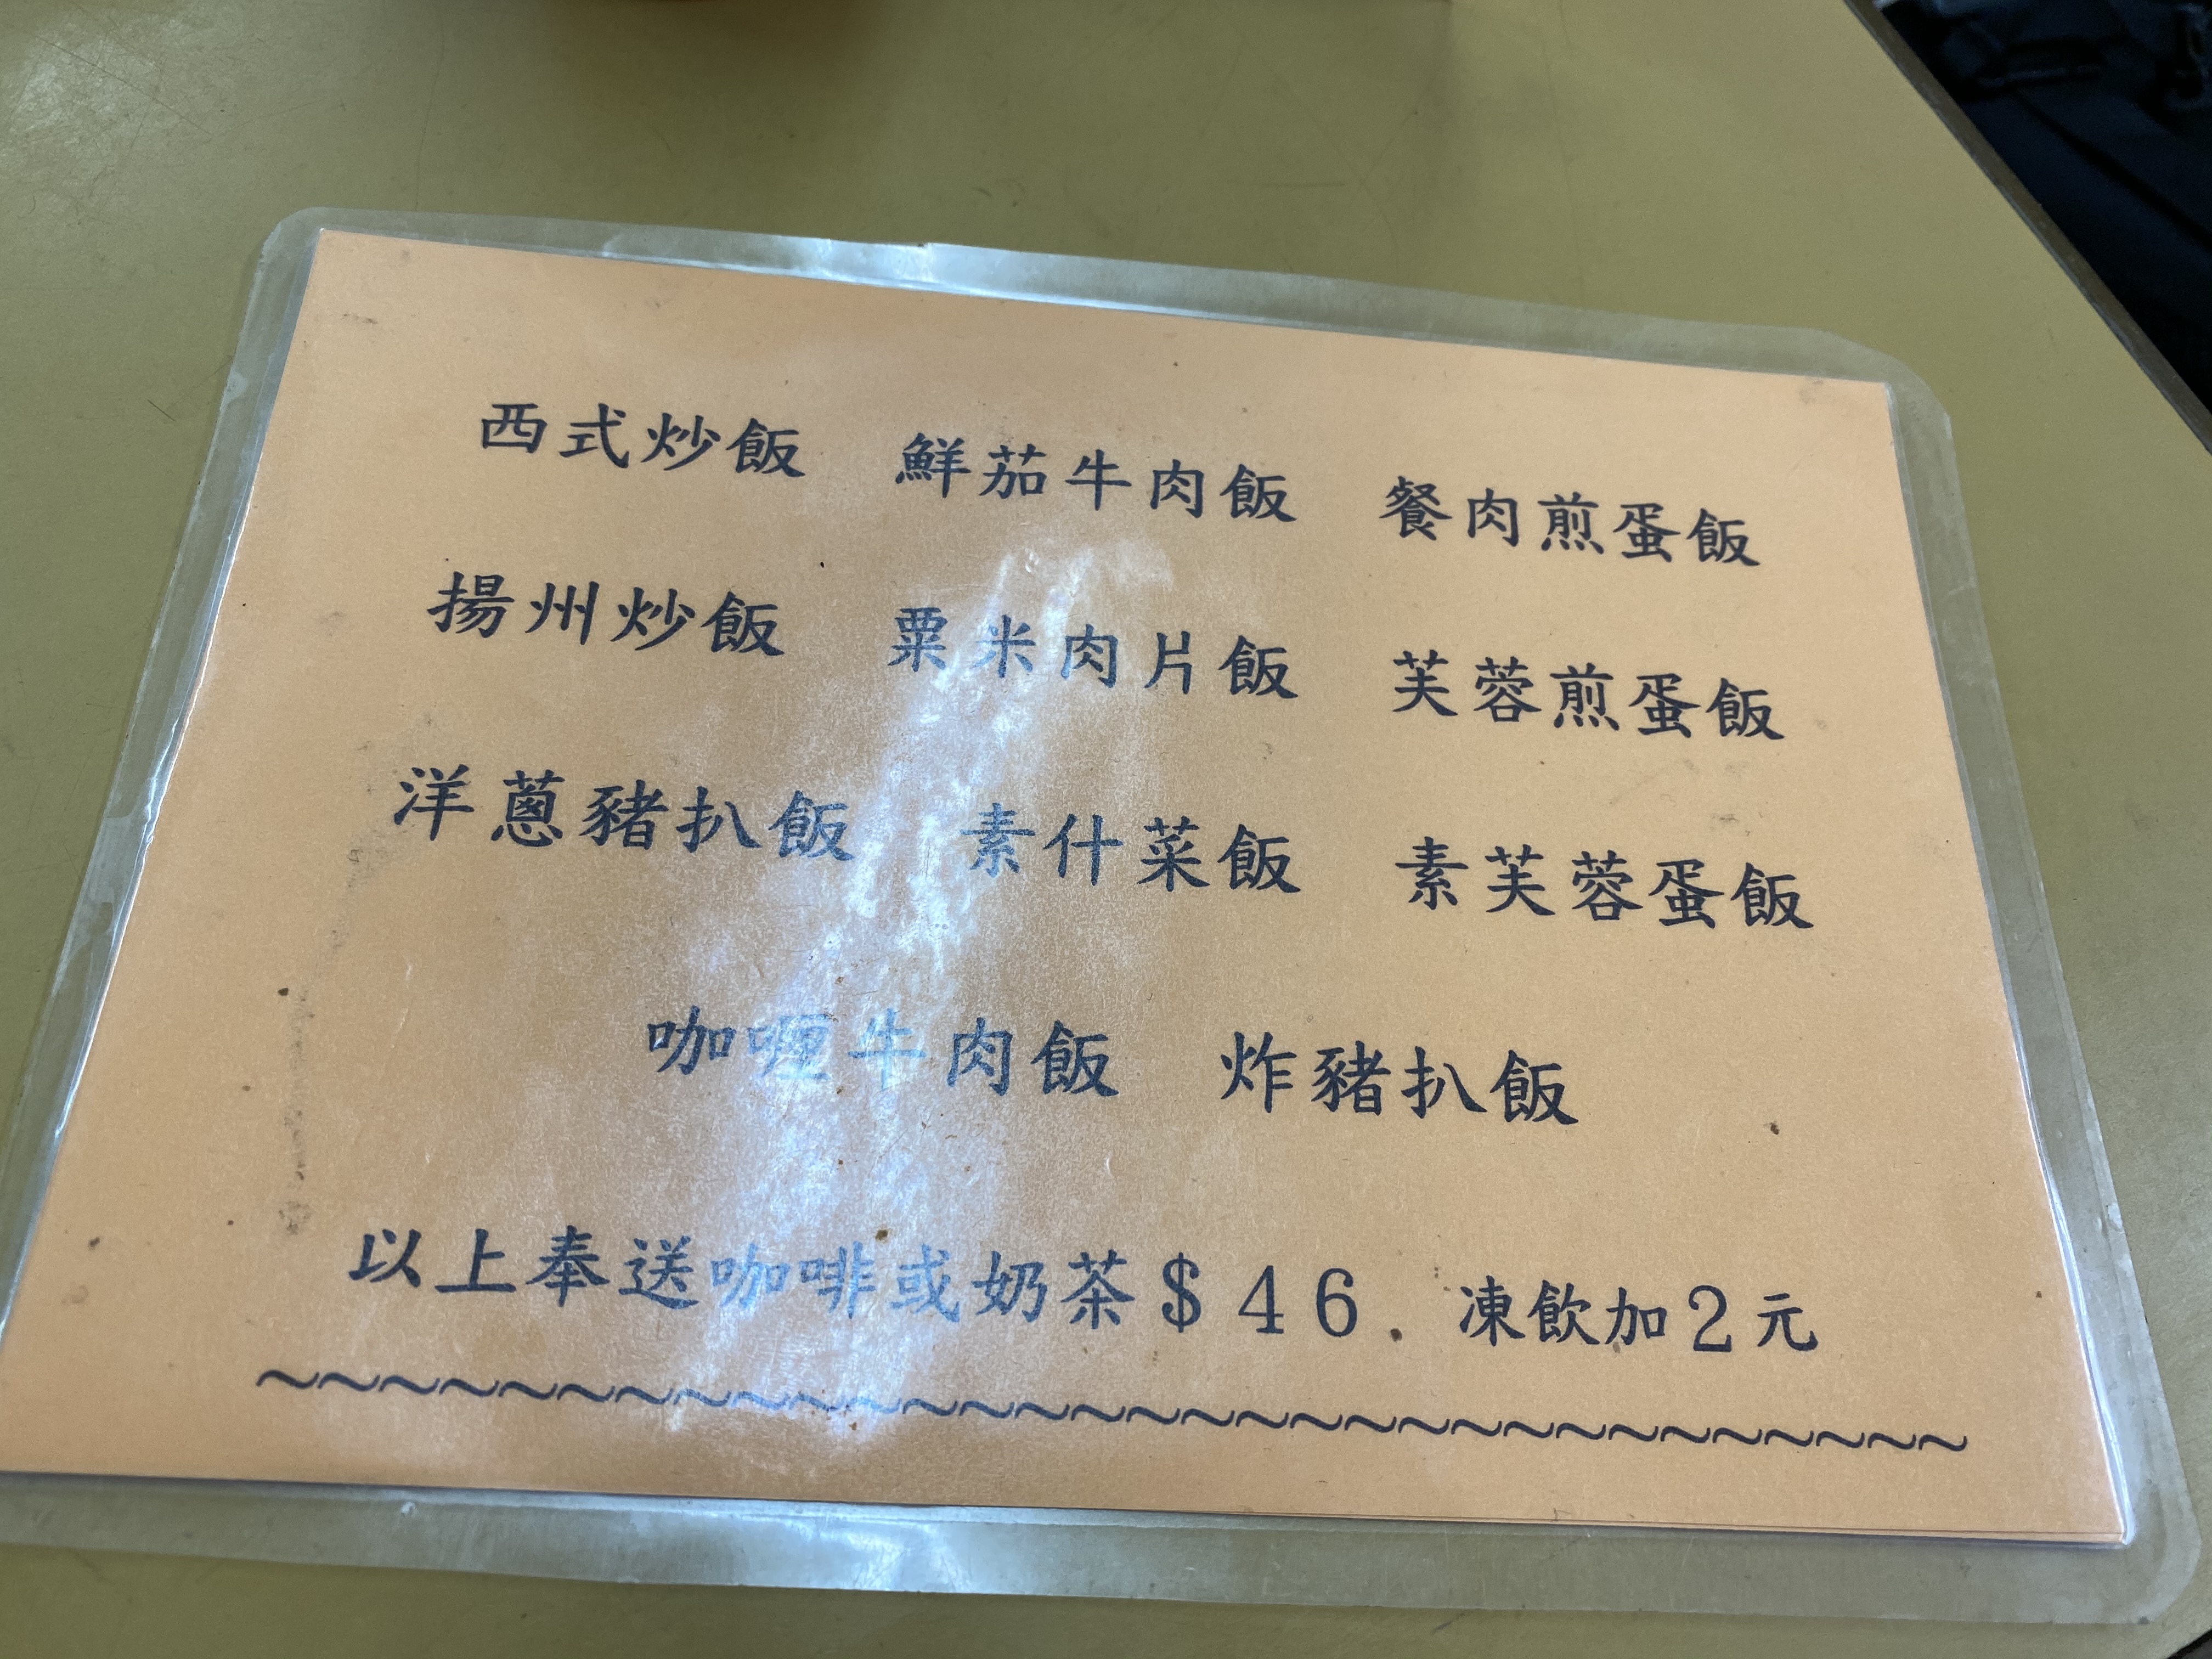 西式炒飯 鮮茄牛肉飯 餐肉煎蛋飯
揚州炒飯 粟米肉片飯 芙蓉煎蛋飯
洋蔥豬扒飯 素什菜飯 素芙蓉蛋飯
咖喱牛肉飯 炸豬扒飯
以上奉送咖啡或奶茶$46. 凍飲加2元
~~~~~~~~~~~~~~~~~~~~~~~~~~~~~~